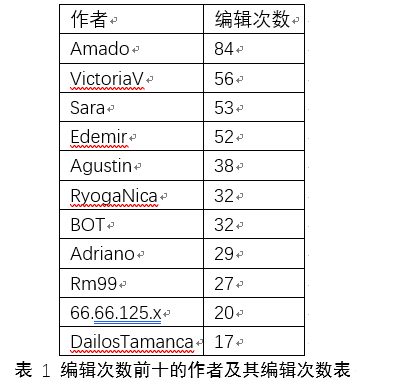 作者 编辑次数
Amado 84
VictoriaV 56
Sara 53
Edemir 52
Agustin 38
RyogaNica 32
BOT 32
Adriano 29
Rm99 27
66.66.125.x 20
DailosTamanca 17
表 1 编辑次数前十的作者及其编辑次数表